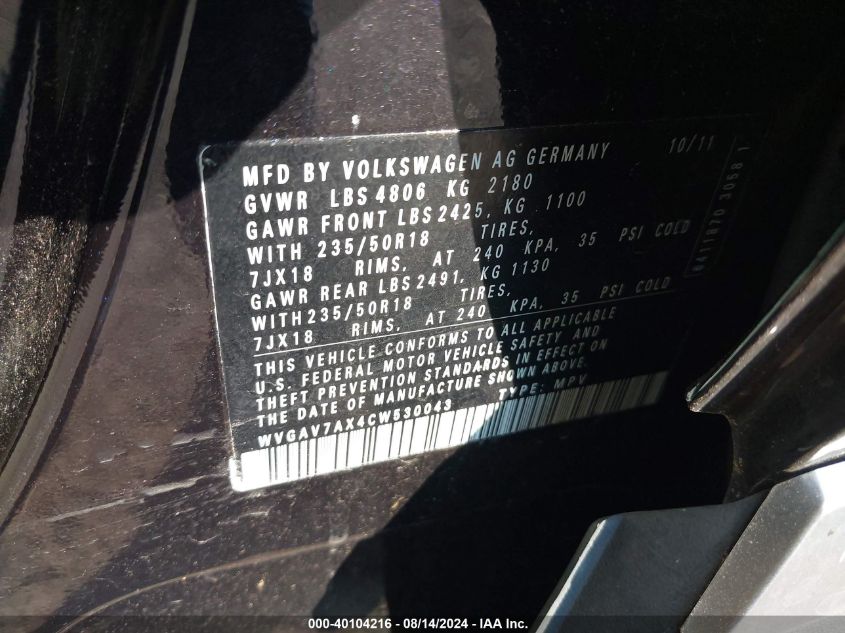 MFD BY VOLKSWAGEN AG GERMANY 10/11
GVWR LBS 4806 KG 2180
GAWR FRONT LBS 2425, KG 1100
WITH 235/50R18 TIRES,
7JX18 RIMS, AT 240 KPA, 35 PSI COLD
GAWR REAR LBS 2491, KG 1130
WITH 235/50R18 TIRES,
7JX18 RIMS, AT 240 KPA, 35 PSI COLD
THIS VEHICLE CONFORMS TO ALL APPLICABLE
U.S. FEDERAL MOTOR VEHICLE SAFETY AND
THEFT PREVENTION STANDARDS IN EFFECT ON
THE DATE OF MANUFACTURE SHOWN ABOVE.
WVGAV7AX4CW530043 TYPE: MPV
000-40104216 - 08/14/2024 - IAA Inc.